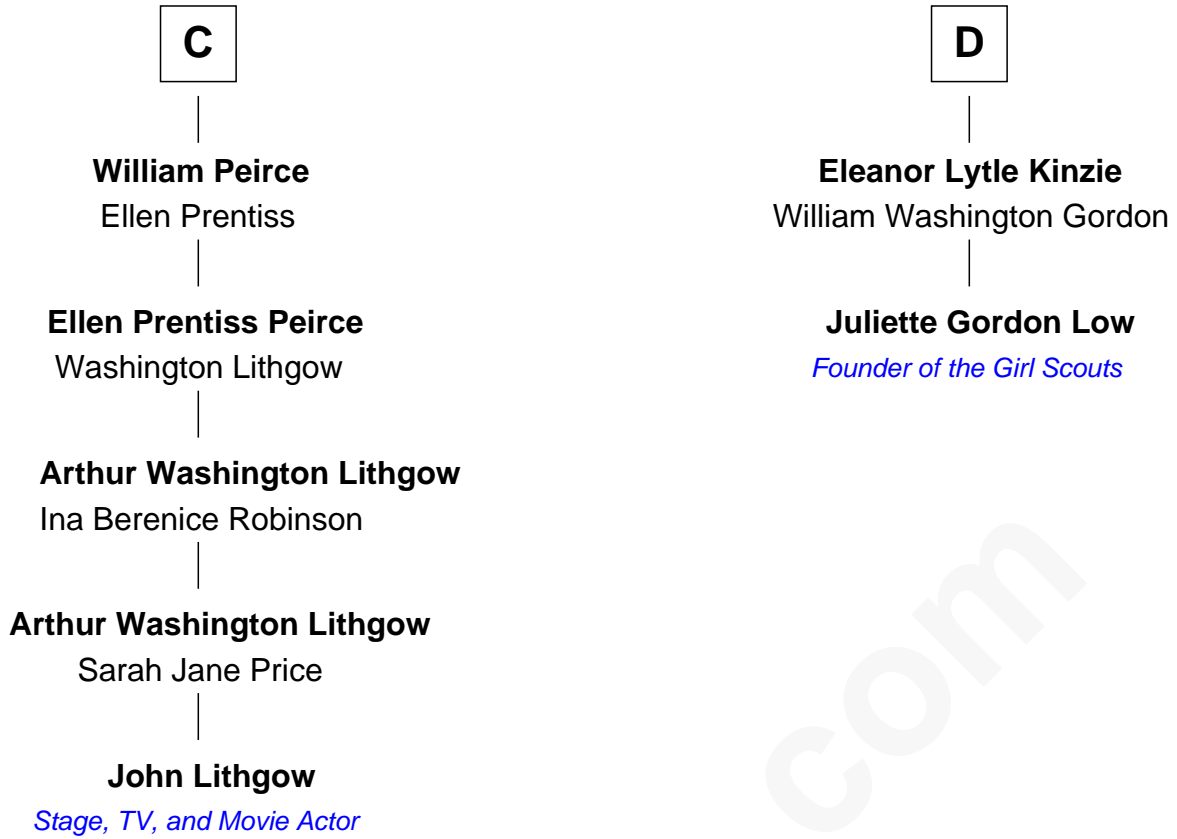 C
William Peirce
Ellen Prentiss
Ellen Prentiss Peirce
Washington Lithgow
Arthur Washington Lithgow
Ina Berenice Robinson
Arthur Washington Lithgow
Sarah Jane Price
John Lithgow
Stage, TV, and Movie Actor
D
Eleanor Lytle Kinzie
William Washington Gordon
Juliette Gordon Low
Founder of the Girl Scouts
com